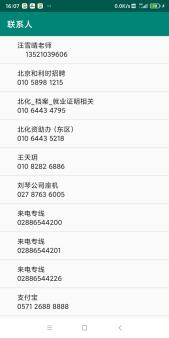 16:07
0.0K/s
联系人
汪雪晴老师
13521039606
北京和利时招聘
010 5898 1215
北化_档案_就业证明相关
010 6443 4795
北化资助办 (东区)
010 6443 5218
王天玥
010 8282 6886
刘琴公司座机
027 8763 6005
来电专线
02886544200
来电专线
02886544201
来电专线
02886544226
支付宝
0571 2688 8888